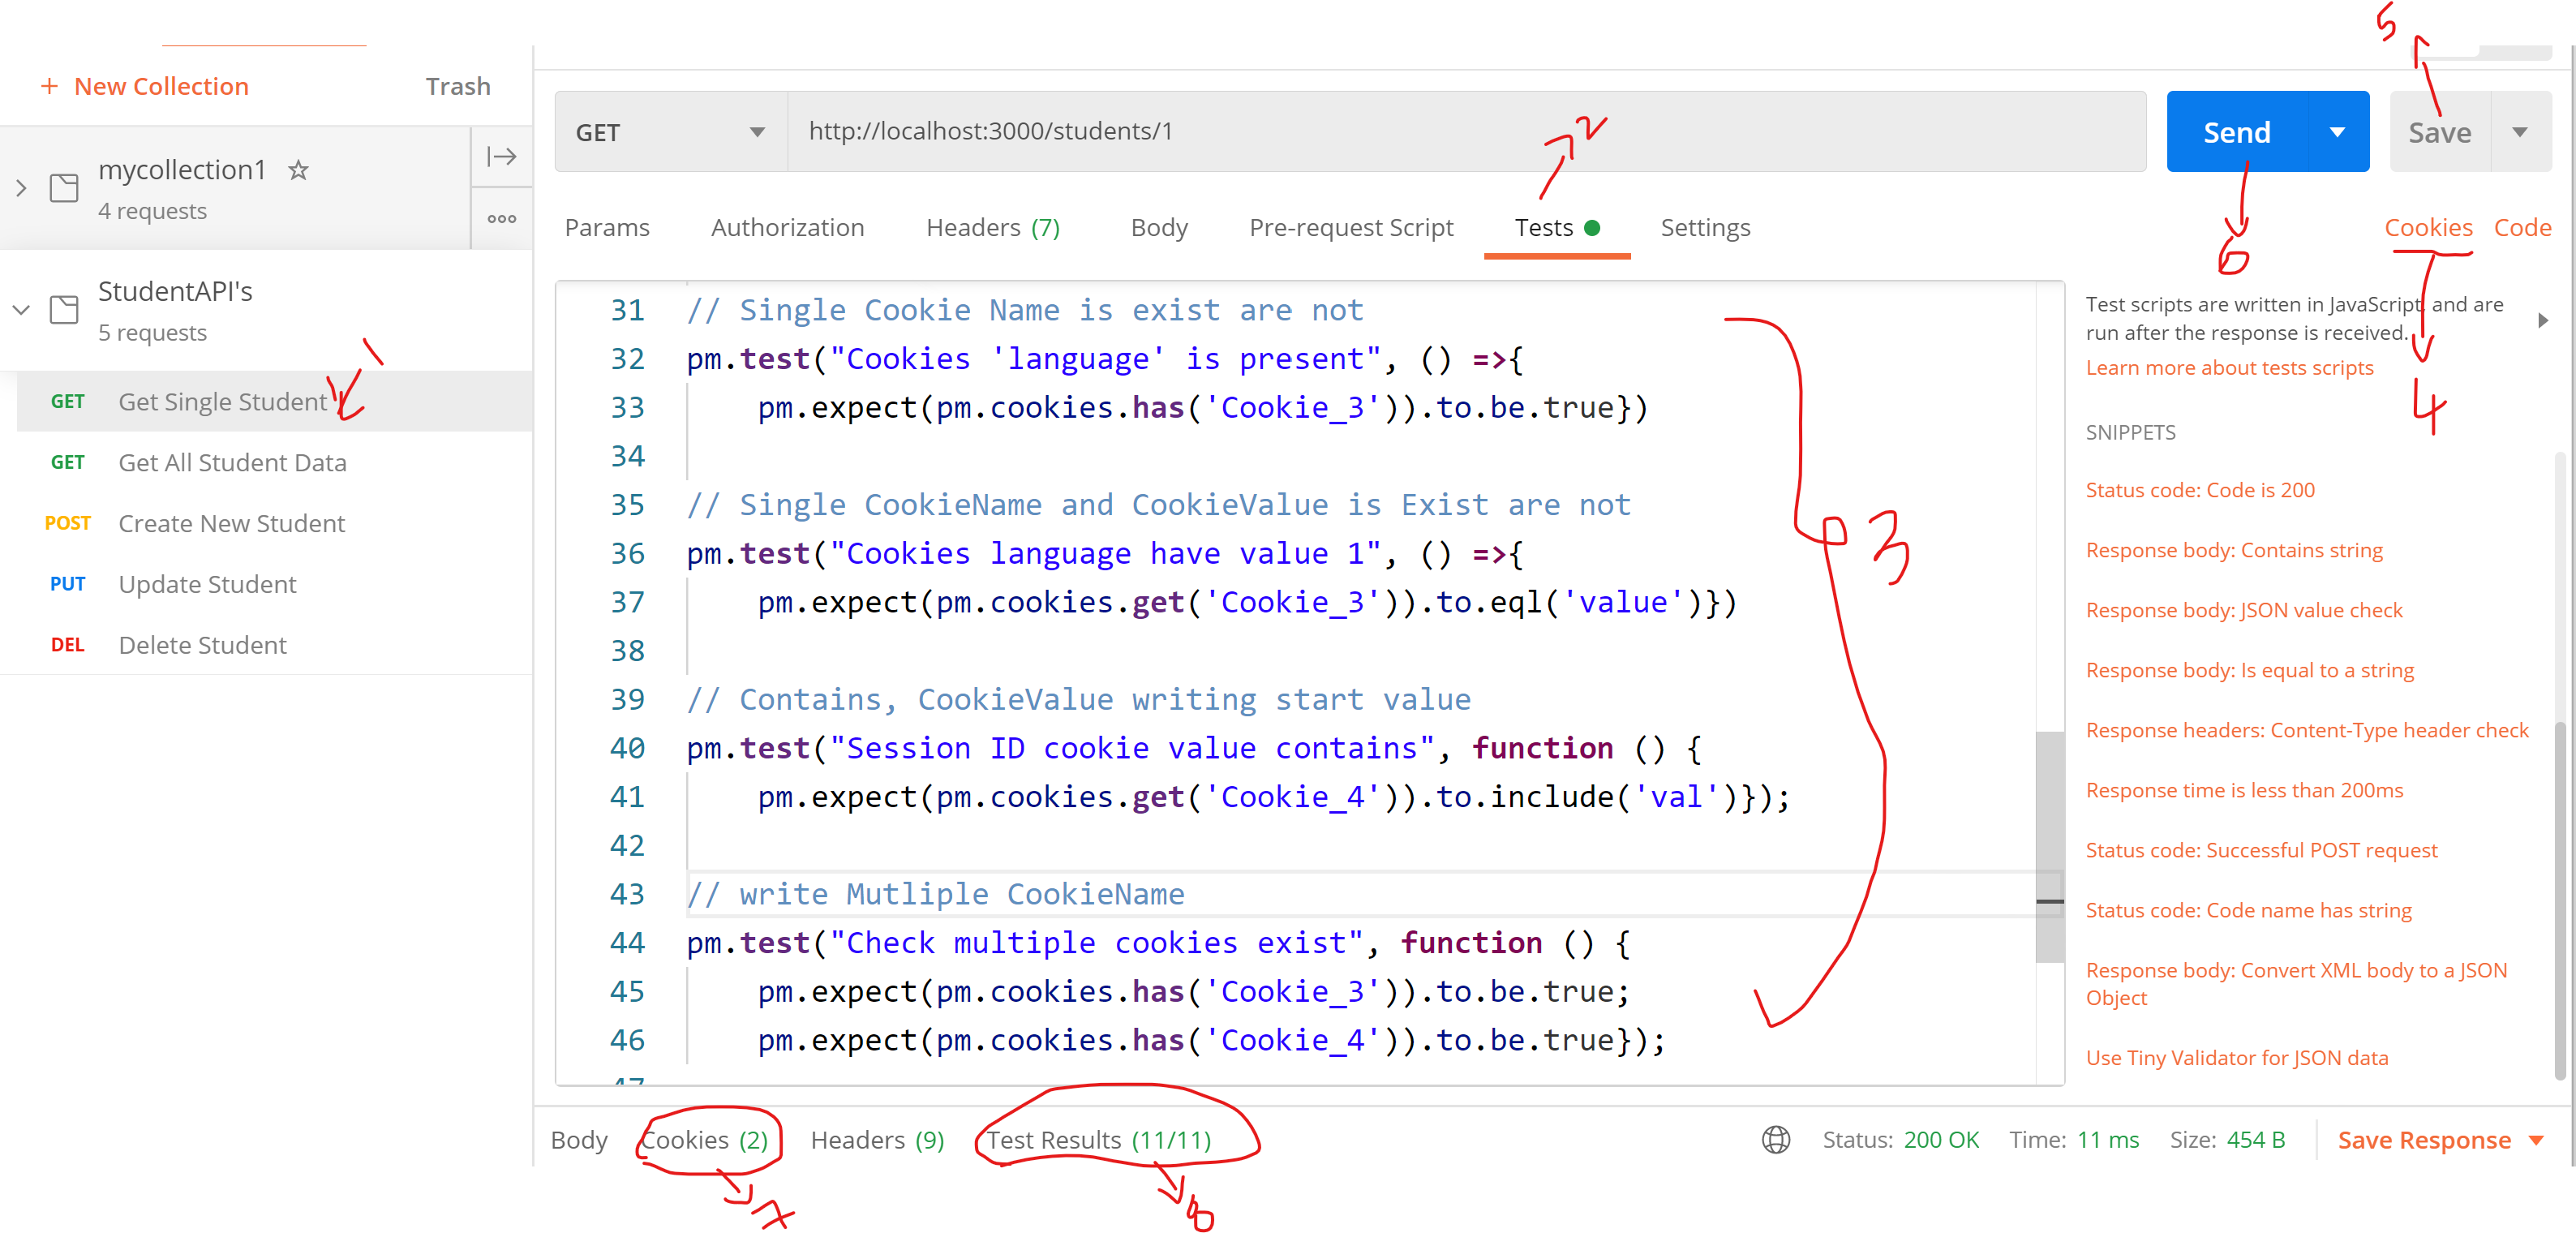 5
+ New Collection
Trash
mycollection1
4 requests
StudentAPI's
5 requests
1
GET Get Single Student
GET Get All Student Data
POST Create New Student
PUT Update Student
DEL Delete Student
GET
http://localhost:3000/students/1
2
Send
Save
Params
Authorization
Headers (7)
Body
Pre-request Script
Tests
Settings
Cookies
Code
6
31 // Single Cookie Name is exist are not
32 pm.test("Cookies 'language' is present", () =>{
33 pm.expect(pm.cookies.has('Cookie_3')).to.be.true})
34
35 // Single CookieName and CookieValue is Exist are not
36 pm.test("Cookies language have value 1", () =>{
37 pm.expect(pm.cookies.get('Cookie_3')).to.eql('value')})
38
39 // Contains, CookieValue writing start value
40 pm.test("Session ID cookie value contains", function () {
41 pm.expect(pm.cookies.get('Cookie_4')).to.include('val')});
42
43 // write Mutliple CookieName
44 pm.test("Check multiple cookies exist", function () {
45 pm.expect(pm.cookies.has('Cookie_3')).to.be.true;
46 pm.expect(pm.cookies.has('Cookie_4')).to.be.true});
47
3
Test scripts are written in JavaScript, and are
run after the response is received.
Learn more about tests scripts
4
SNIPPETS
Status code: Code is 200
Response body: Contains string
Response body: JSON value check
Response body: Is equal to a string
Response headers: Content-Type header check
Response time is less than 200ms
Status code: Successful POST request
Status code: Code name has string
Response body: Convert XML body to a JSON
Object
Use Tiny Validator for JSON data
Body
Cookies (2)
Headers (9)
Test Results (11/11)
Status: 200 OK
Time: 11 ms
Size: 454 B
Save Response
7
8